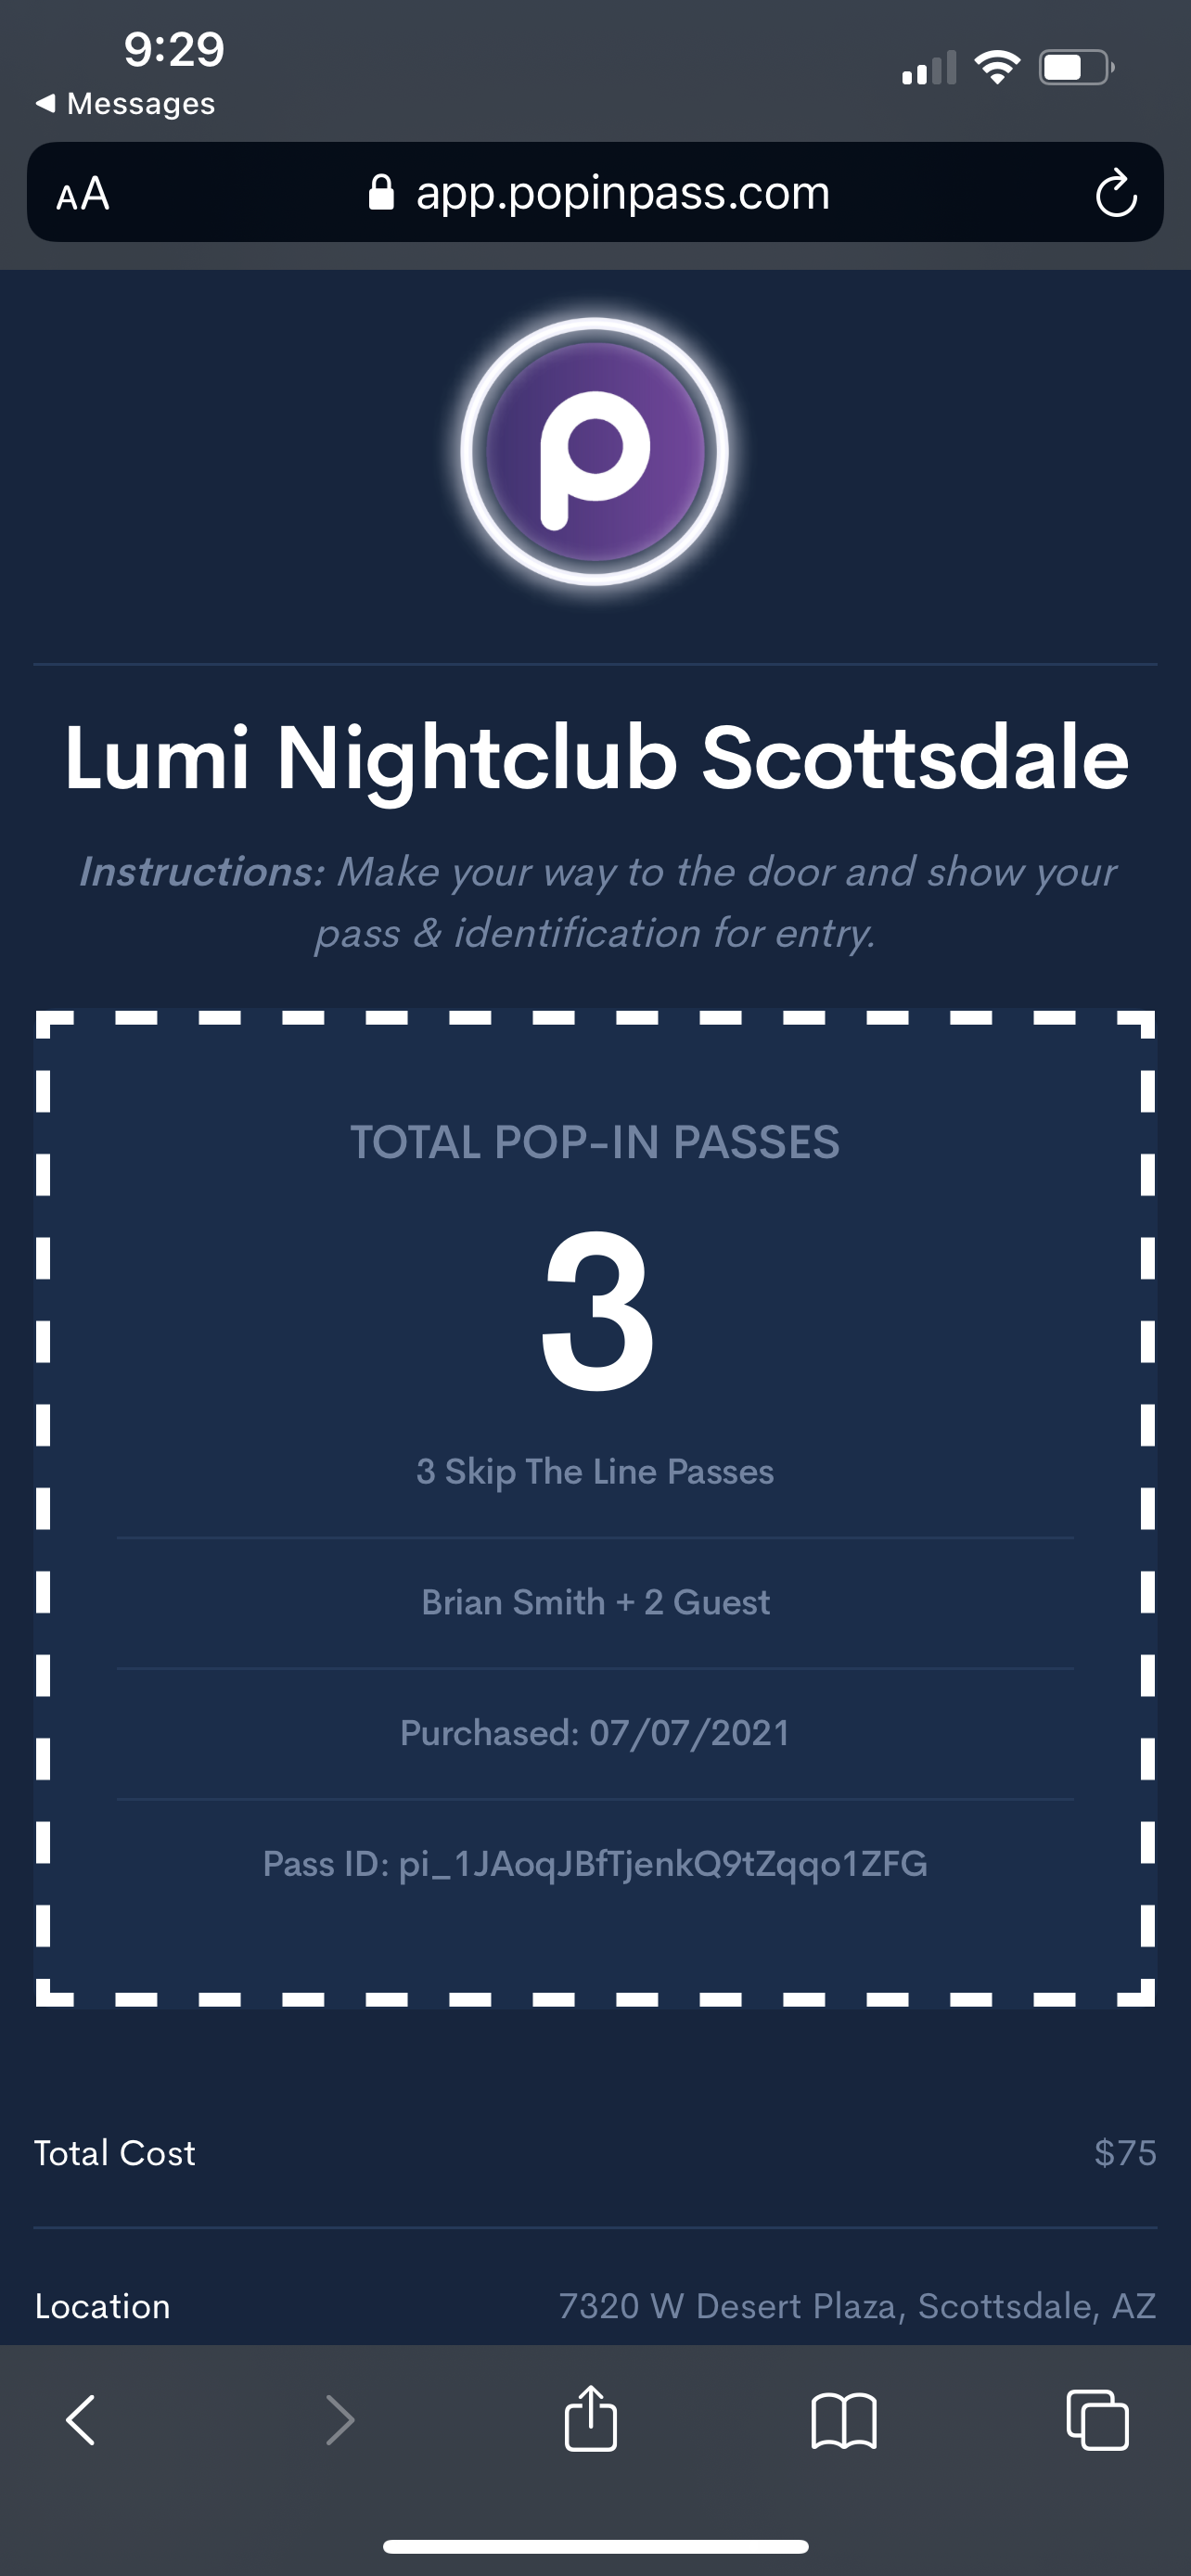 9:29
Messages
AA app.popinpass.com
p
Lumi Nightclub Scottsdale
Instructions: Make your way to the door and show your
pass & identification for entry.
TOTAL POP-IN PASSES
3
3 Skip The Line Passes
Brian Smith + 2 Guest
Purchased: 07/07/2021
Pass ID: pi_1JAoqJBfTjenkQ9tZqqo1ZFG
Total Cost $75
Location 7320 W Desert Plaza, Scottsdale, AZ